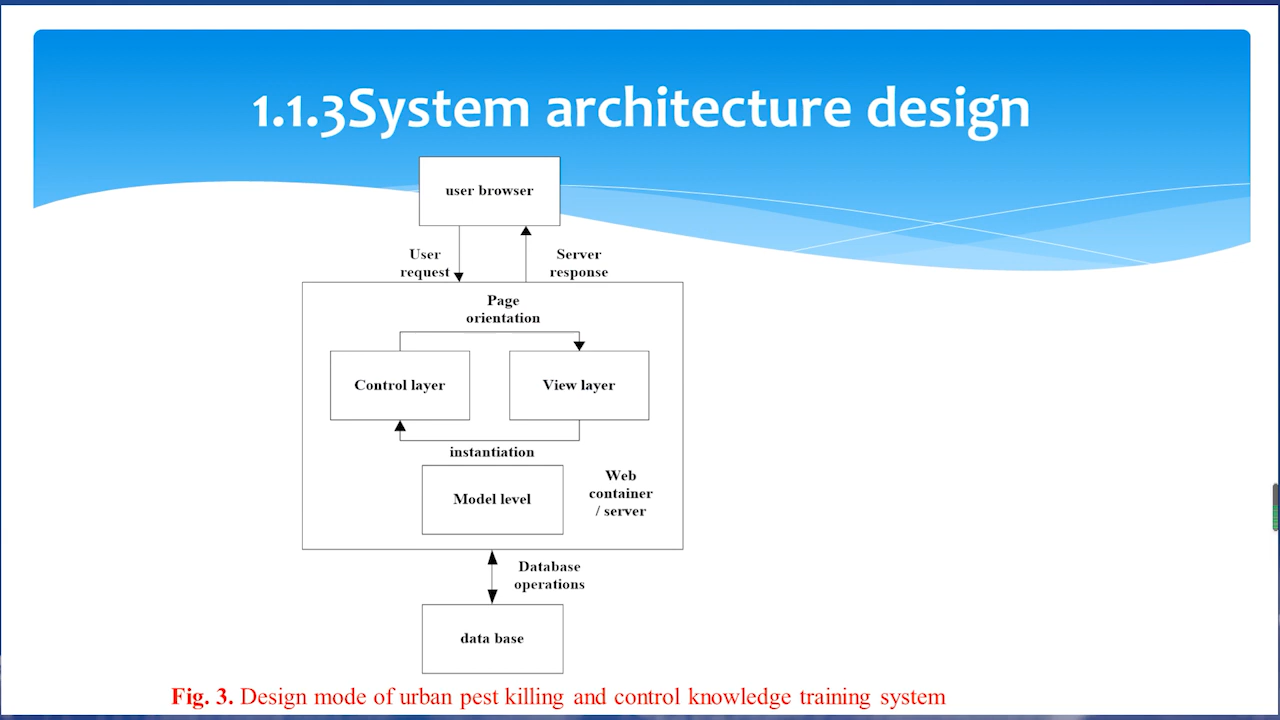 1.1.3System architecture design
user browser
User
request
Server
response
Page
orientation
Control layer
View layer
instantiation
Model level
Web
container
/ server
Database
operations
data base
Fig. 3. Design mode of urban pest killing and control knowledge training system